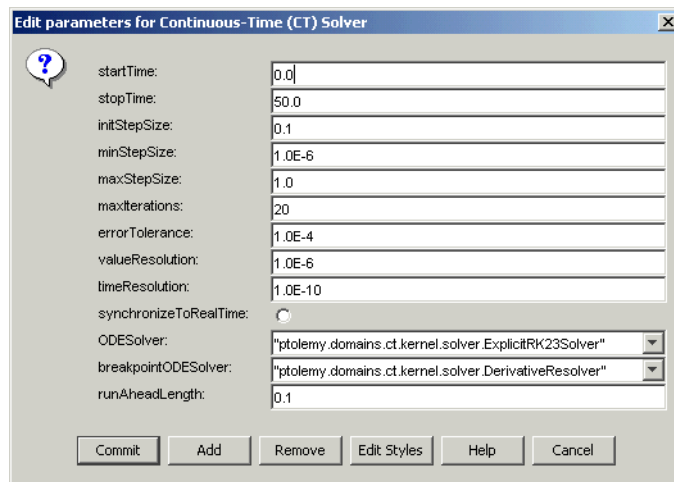 Edit parameters for Continuous-Time (CT) Solver
?
startTime: 0.0
stopTime: 50.0
initStepSize: 0.1
minStepSize: 1.0E-6
maxStepSize: 1.0
maxIterations: 20
errorTolerance: 1.0E-4
valueResolution: 1.0E-6
timeResolution: 1.0E-10
synchronizeToRealTime:
ODESolver: "ptolemy.domains.ct.kernel.solver.ExplicitRK23Solver"
breakpointODESolver: "ptolemy.domains.ct.kernel.solver.DerivativeResolver"
runAheadLength: 0.1
Commit Add Remove Edit Styles Help Cancel